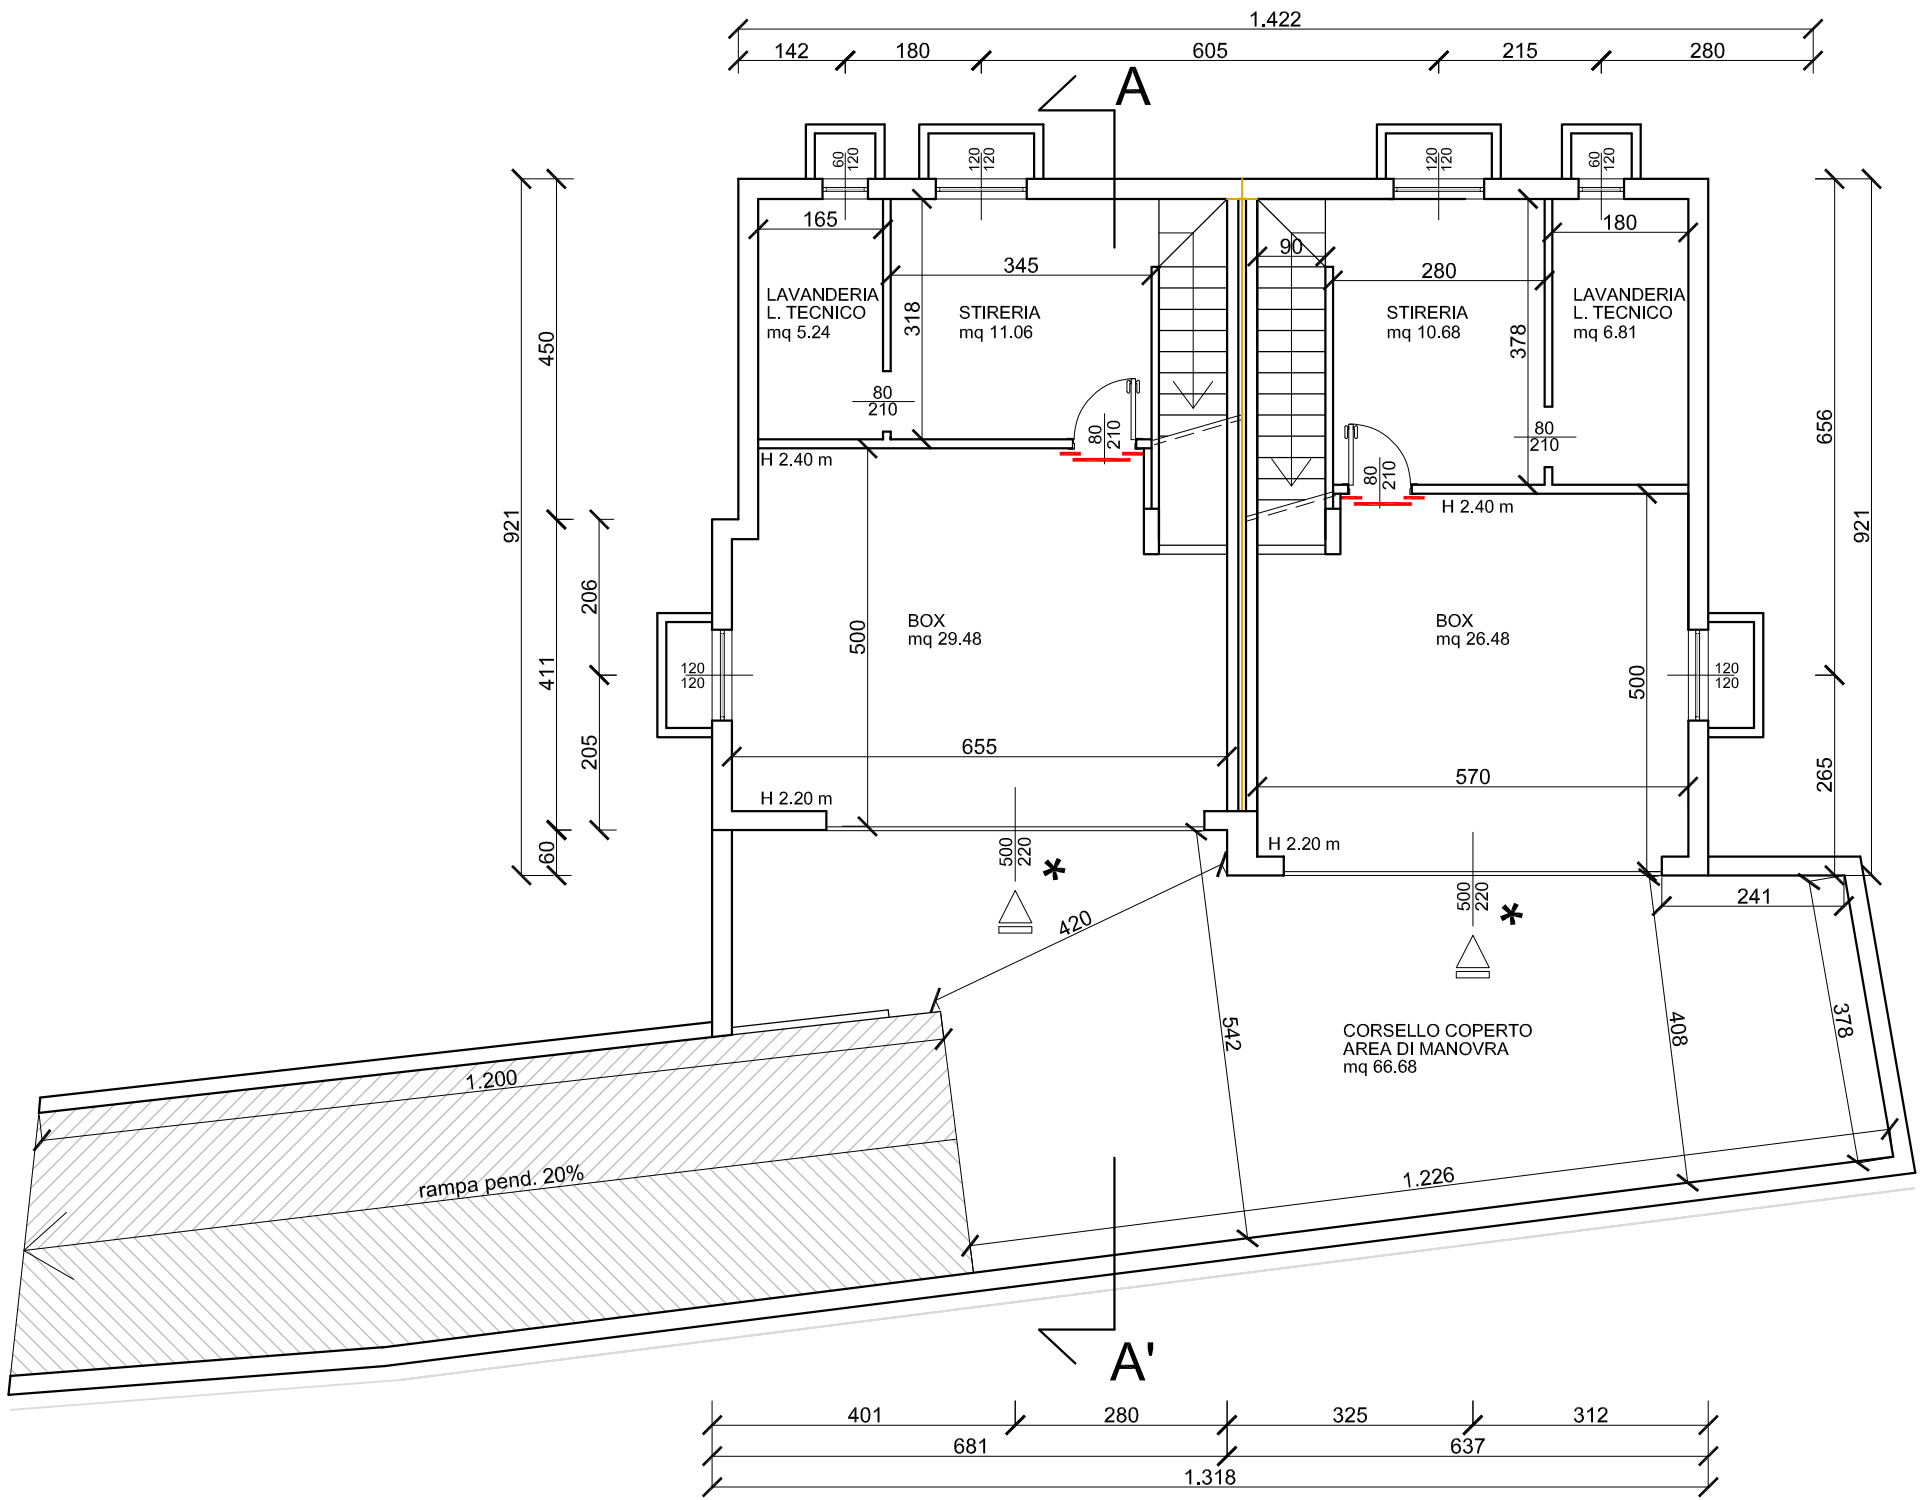 1.422
142 180 605 215 280
A
60
120
120
120
120
120
60
120
165
345
90
280
180
LAVANDERIA
L. TECNICO
mq 5.24
318
STIRERIA
mq 11.06
STIRERIA
mq 10.68
378
LAVANDERIA
L. TECNICO
mq 6.81
450
921
80
210
80
210
80
210
80
210
656
921
H 2.40 m
H 2.40 m
206
411
205
60
BOX
mq 29.48
500
BOX
mq 26.48
500
120
120
120
120
655
570
265
H 2.20 m
H 2.20 m
500
220
*
500
220
*
241
420
542
408
378
CORSELLO COPERTO
AREA DI MANOVRA
mq 66.68
1.200
rampa pend. 20%
1.226
A'
401 280 325 312
681 637
1.318